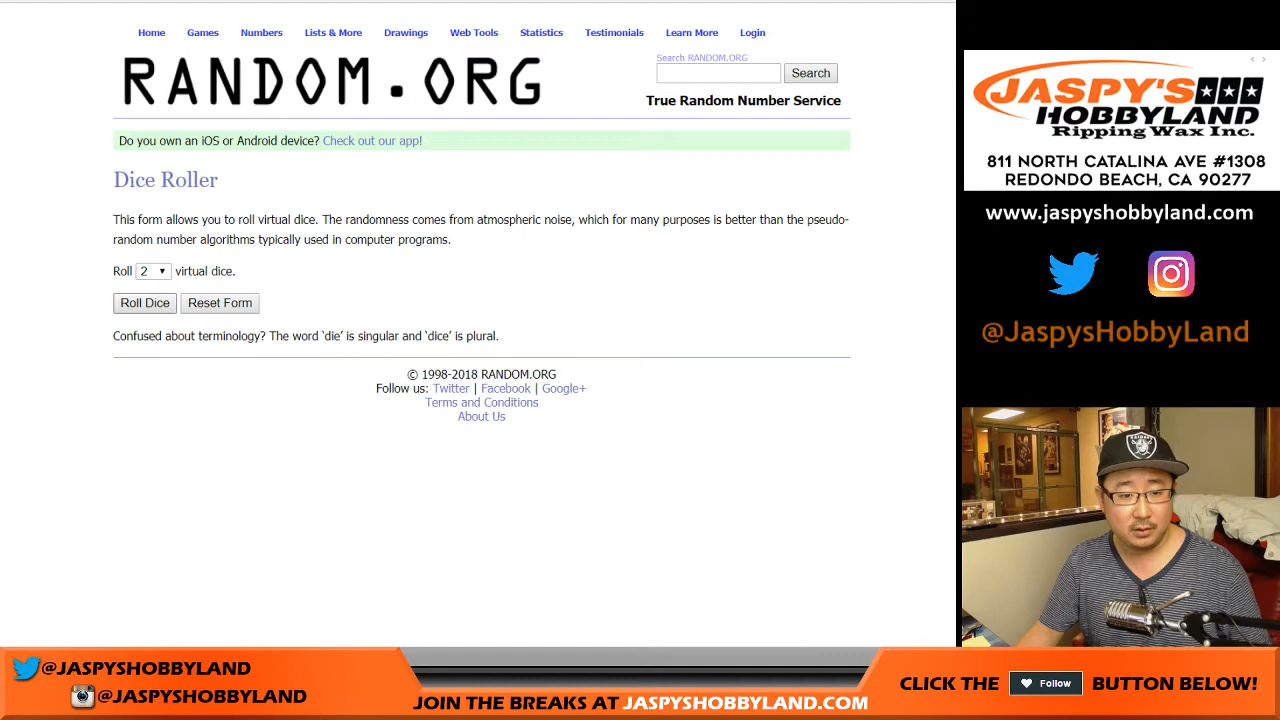 Home Games Numbers Lists & More Drawings Web Tools Statistics Testimonials Learn More Login
RANDOM.ORG
Search RANDOM.ORG
Search
True Random Number Service
Do you own an iOS or Android device? Check out our app!
Dice Roller
This form allows you to roll virtual dice. The randomness comes from atmospheric noise, which for many purposes is better than the pseudo-
random number algorithms typically used in computer programs.
Roll 2 virtual dice.
Roll Dice Reset Form
Confused about terminology? The word ‘die’ is singular and ‘dice’ is plural.
© 1998-2018 RANDOM.ORG
Follow us: Twitter | Facebook | Google+
Terms and Conditions
About Us
JASPY'S
HOBBYLAND
Ripping Wax Inc.
811 NORTH CATALINA AVE #1308
REDONDO BEACH, CA 90277
www.jaspyshobbyland.com
@JaspysHobbyLand
RAIDERS
@JASPYSHOBBYLAND
@JASPYSHOBBYLAND
JOIN THE BREAKS AT JASPYSHOBBYLAND.COM
CLICK THE Follow BUTTON BELOW!